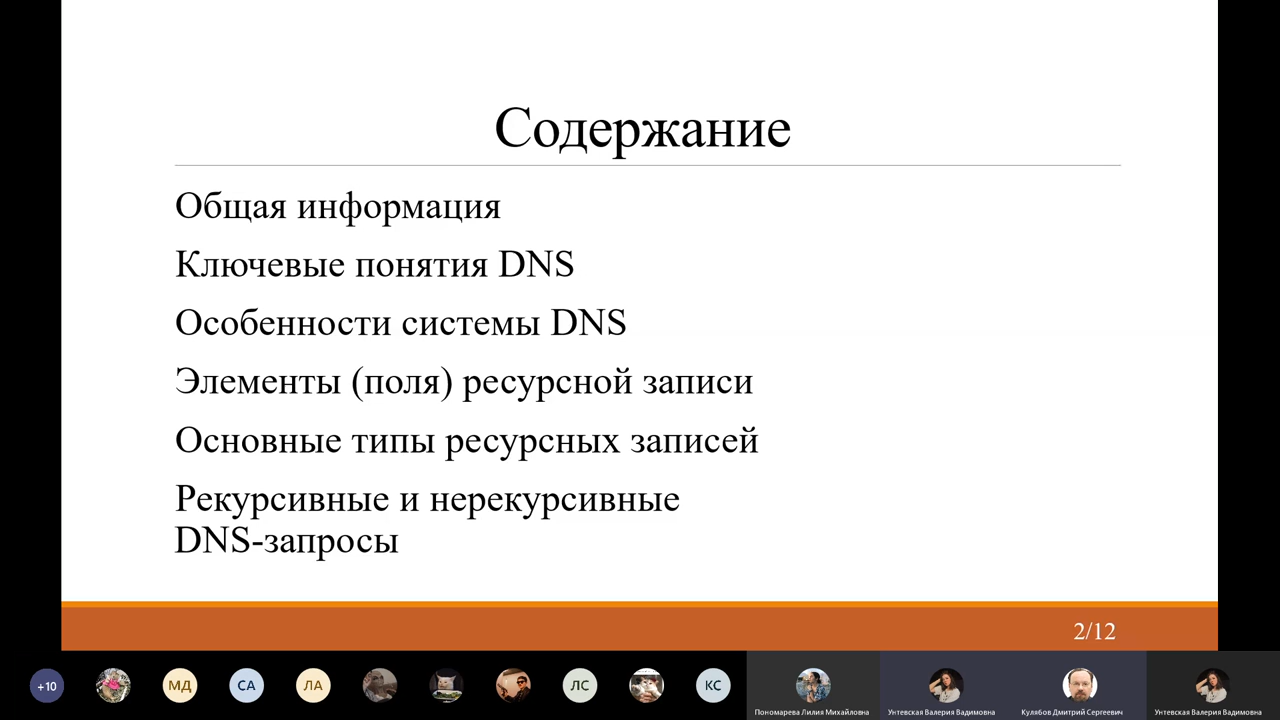 Содержание
Общая информация
Ключевые понятия DNS
Особенности системы DNS
Элементы (поля) ресурсной записи
Основные типы ресурсных записей
Рекурсивные и нерекурсивные
DNS-запросы
2/12
+10
МД
СА
ЛА
ЛС
КС
Пономарева Лилия Михайловна
Унтевская Валерия Вадимовна
Кулябов Дмитрий Сергеевич
Унтевская Валерия Вадимовна